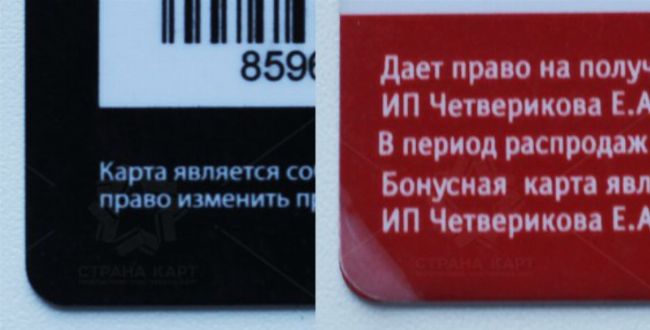 8596
Карта является со
право изменить п
СТРАНА КАРТ
Дает право на получ
ИП Четверикова Е.А
В период распродаж
Бонусная карта явл
ИП Четверикова Е.А
СТРАНА КАРТ